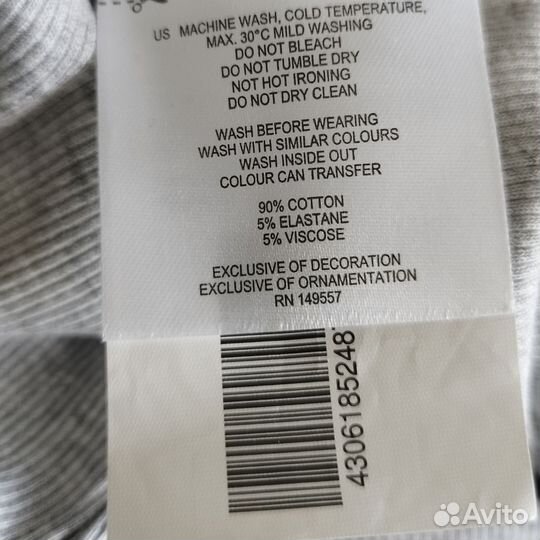 US MACHINE WASH, COLD TEMPERATURE,
MAX. 30°C MILD WASHING
DO NOT BLEACH
DO NOT TUMBLE DRY
NOT HOT IRONING
DO NOT DRY CLEAN
WASH BEFORE WEARING
WASH WITH SIMILAR COLOURS
WASH INSIDE OUT
COLOUR CAN TRANSFER
90% COTTON
5% ELASTANE
5% VISCOSE
EXCLUSIVE OF DECORATION
EXCLUSIVE OF ORNAMENTATION
RN 149557
4306185248
Avito